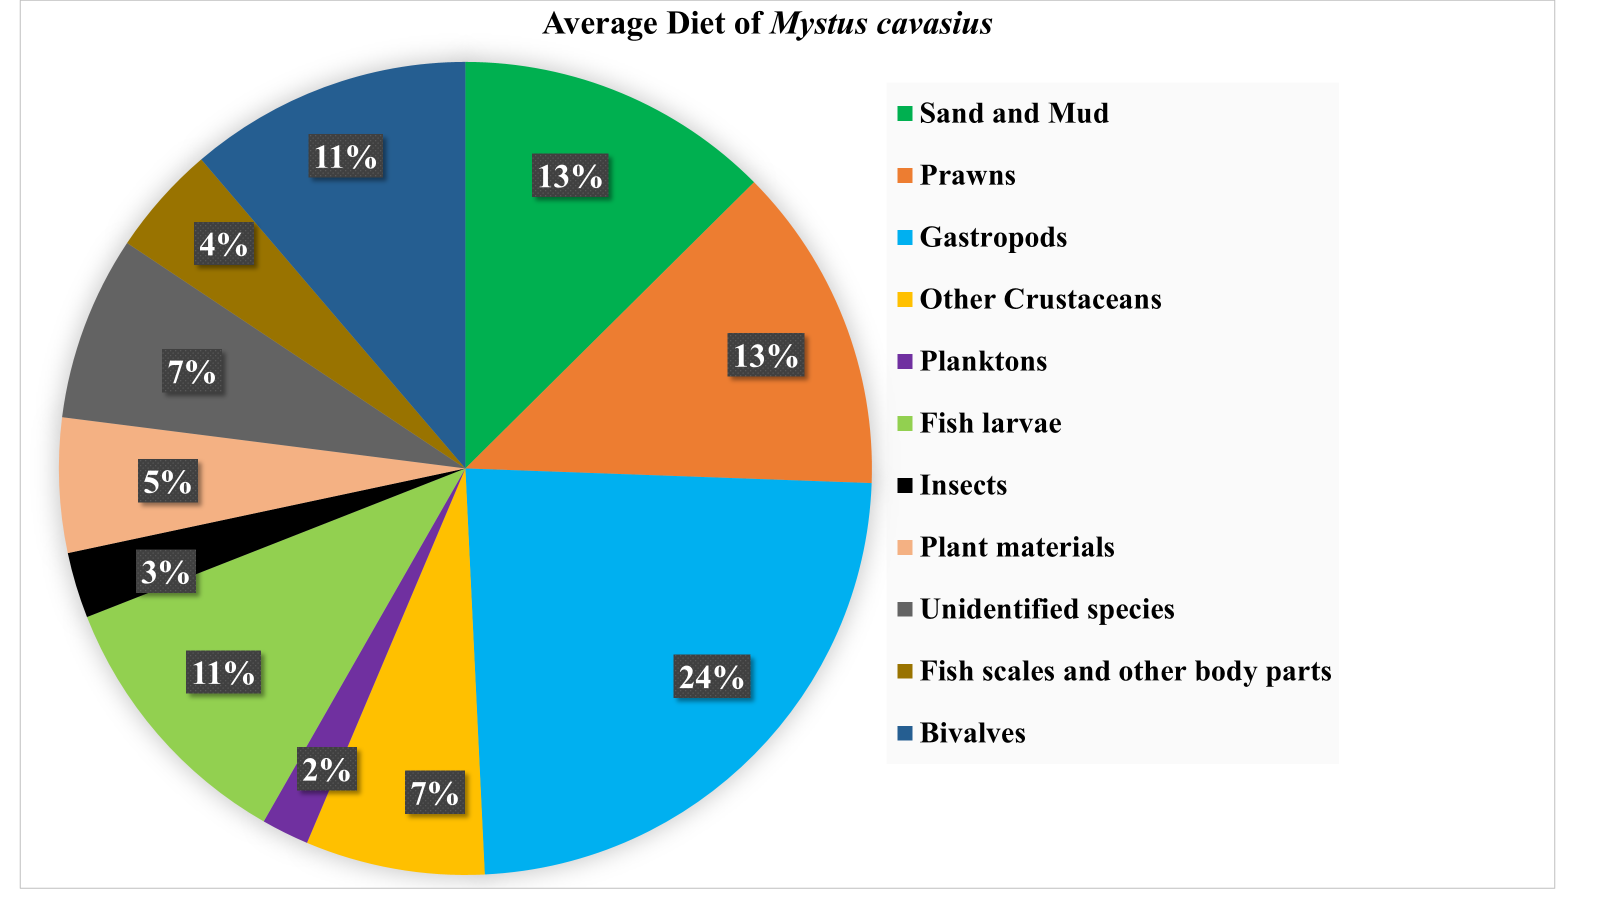 Average Diet of Mystus cavasius
11%
13%
4%
13%
7%
5%
3%
11%
24%
2%
7%
Sand and Mud
Prawns
Gastropods
Other Crustaceans
Planktons
Fish larvae
Insects
Plant materials
Unidentified species
Fish scales and other body parts
Bivalves